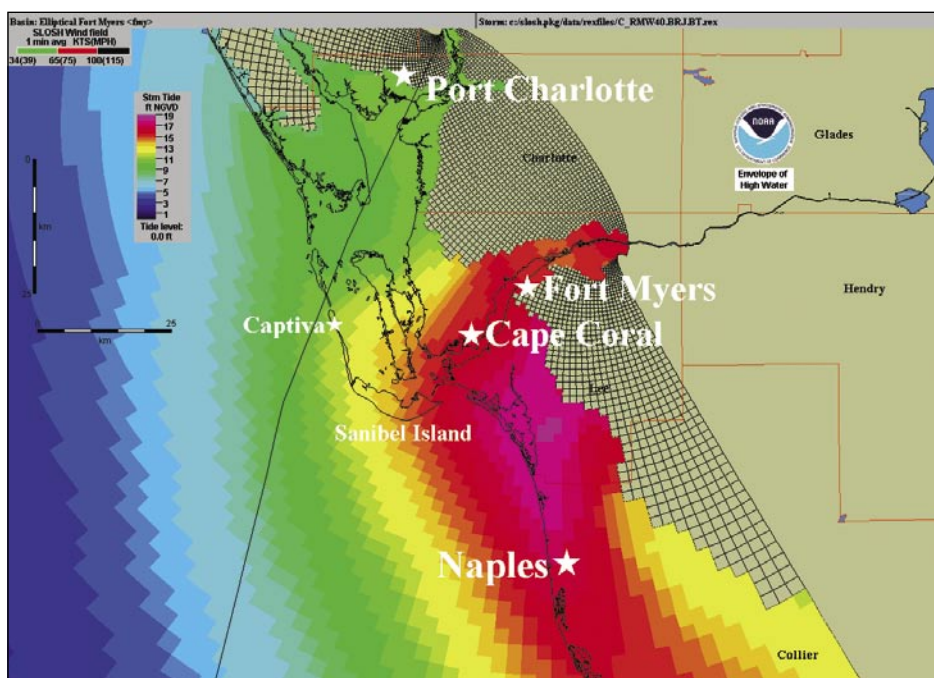 Basin: Elliptical Fort Myers <fmy>
Storm: c:/slosh.pkg/data/rexfiles/C_RMW40.BRJ.BT.rex
SLOSH Wind field
1 min avg KTS(MPH)
34(39) 65(75) 100(115)
Stm Tide
ft NGVD
19
17
15
13
11
9
7
5
3
1
Tide level:
0.0 ft
0
km
25
0
25
km
Port Charlotte
Charlotte
NOAA
Envelope of
High Water
Glades
Hendry
Fort Myers
Captiva
Cape Coral
Lee
Sanibel Island
Naples
Collier